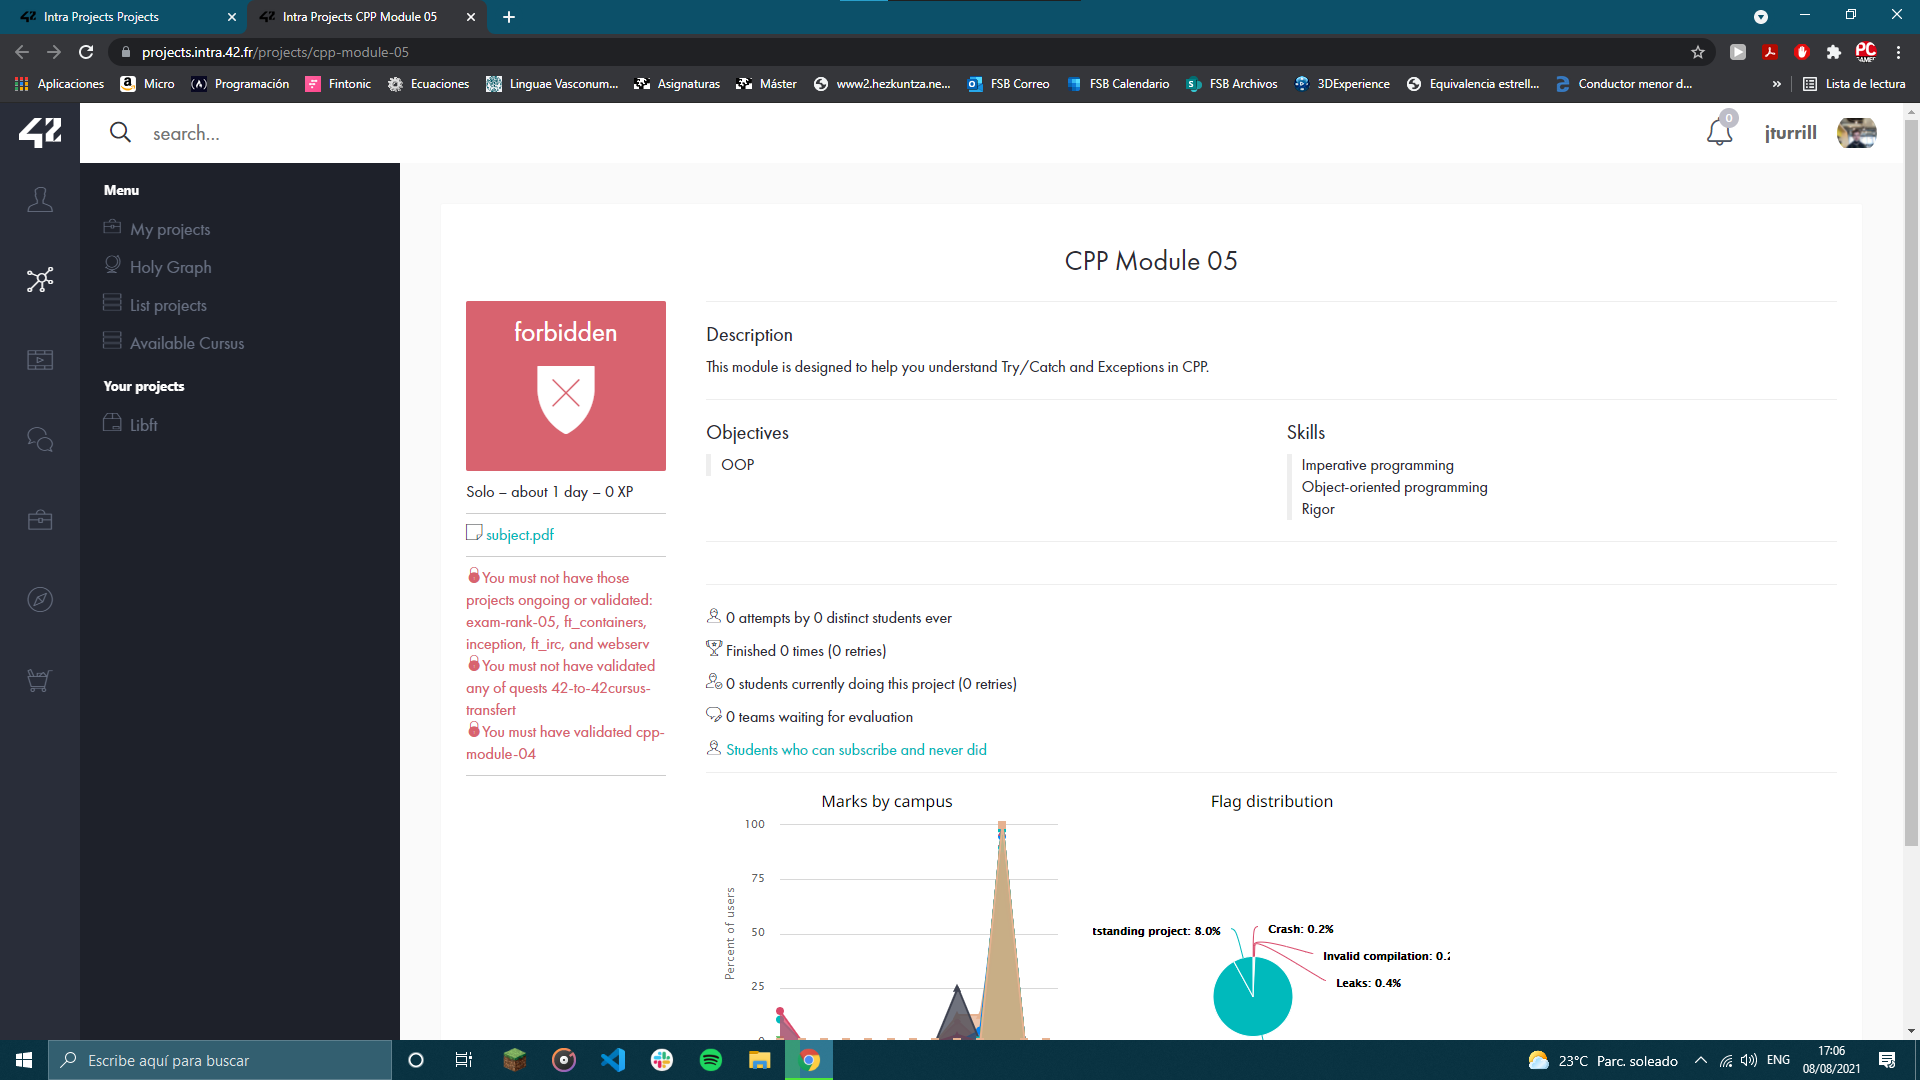 Intra Projects Projects
Intra Projects CPP Module 05
projects.intra.42.fr/projects/cpp-module-05
Aplicaciones
Micro
Programación
Fintonic
Ecuaciones
Linguae Vasconum...
Asignaturas
Máster
www2.hezkuntza.ne...
FSB Correo
FSB Calendario
FSB Archivos
3DExperience
Equivalencia estrell...
Conductor menor d...
»
Lista de lectura
42
search...
0
jturrill
Menu
My projects
Holy Graph
List projects
Available Cursus
Your projects
Libft
CPP Module 05
forbidden
Solo – about 1 day – 0 XP
subject.pdf
You must not have those
projects ongoing or validated:
exam-rank-05, ft_containers,
inception, ft_irc, and webserv
You must not have validated
any of quests 42-to-42cursus-
transfert
You must have validated cpp-
module-04
Description
This module is designed to help you understand Try/Catch and Exceptions in CPP.
Objectives
OOP
Skills
Imperative programming
Object-oriented programming
Rigor
0 attempts by 0 distinct students ever
Finished 0 times (0 retries)
0 students currently doing this project (0 retries)
0 teams waiting for evaluation
Students who can subscribe and never did
Marks by campus
100
75
50
25
Percent of users
Flag distribution
tstanding project: 8.0%
Crash: 0.2%
Invalid compilation: 0.2
Leaks: 0.4%
Escribe aquí para buscar
23°C Parc. soleado
ENG
17:06
08/08/2021